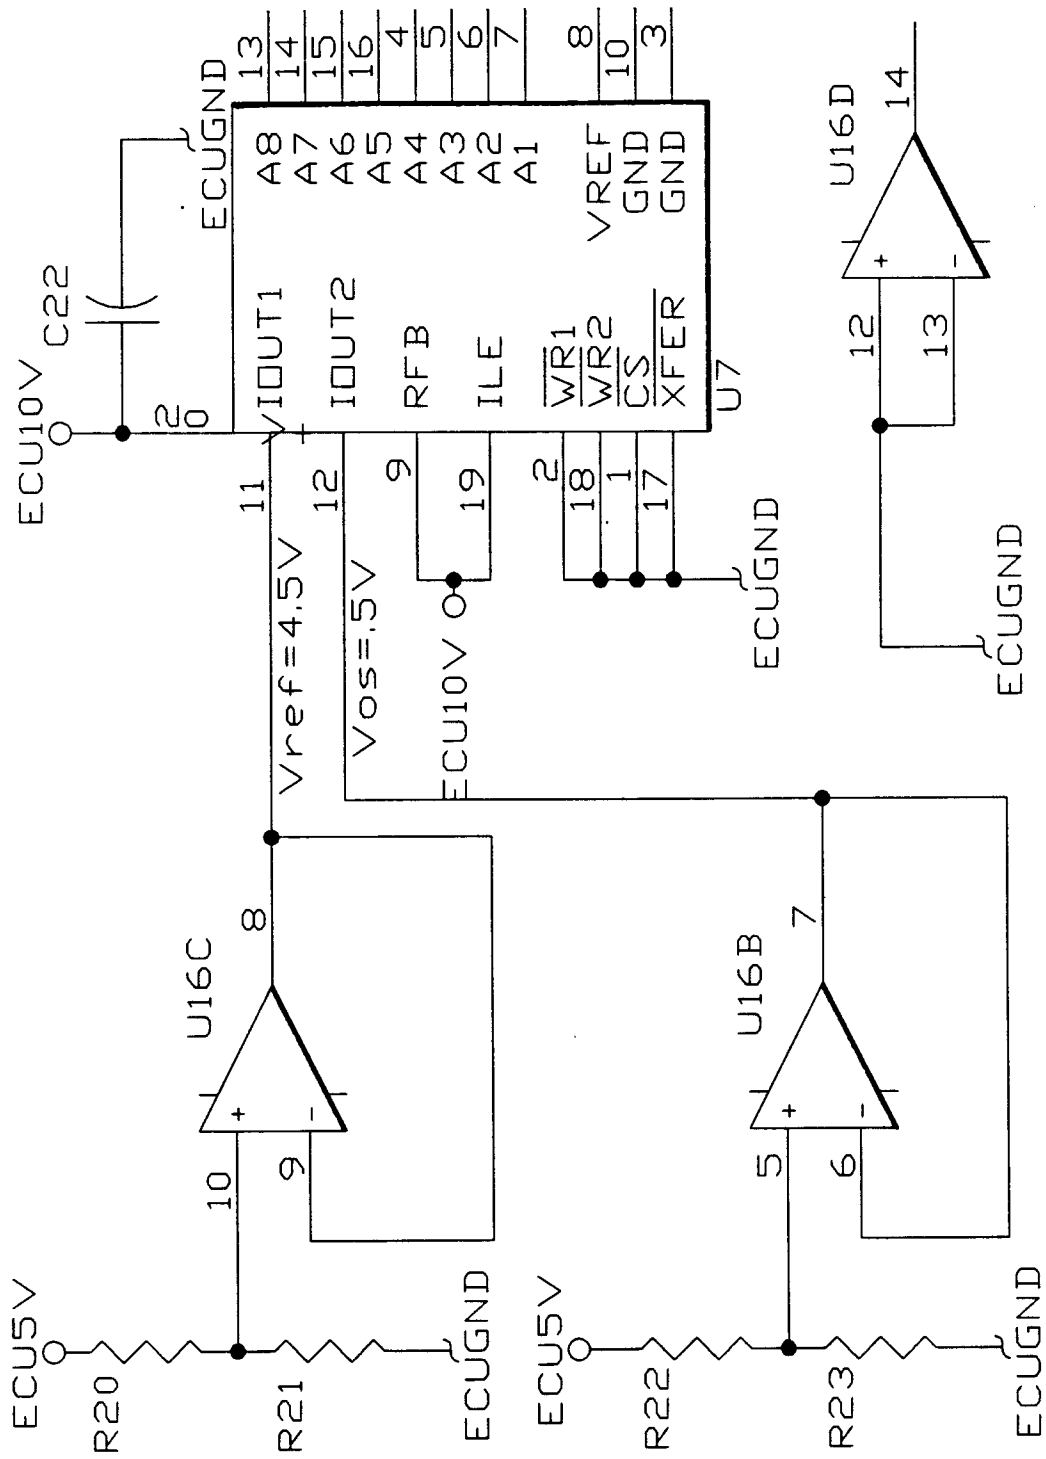 ECU10V
C22
ECUGND
20
V+
11
IOUT1
A8
13
A7
14
12
IOUT2
A6
15
A5
16
9
RFB
A4
4
A3
5
19
ILE
A2
6
A1
7
2
WR1
18
WR2
VREF
8
1
CS
GND
10
17
XFER
GND
3
U7
Vref=4.5V
Vos=.5V
ECU10V
ECUGND
ECU5V
R20
R21
ECUGND
10
+
9
-
U16C
8
ECU5V
R22
R23
ECUGND
5
+
6
-
U16B
7
ECUGND
12
+
13
-
U16D
14